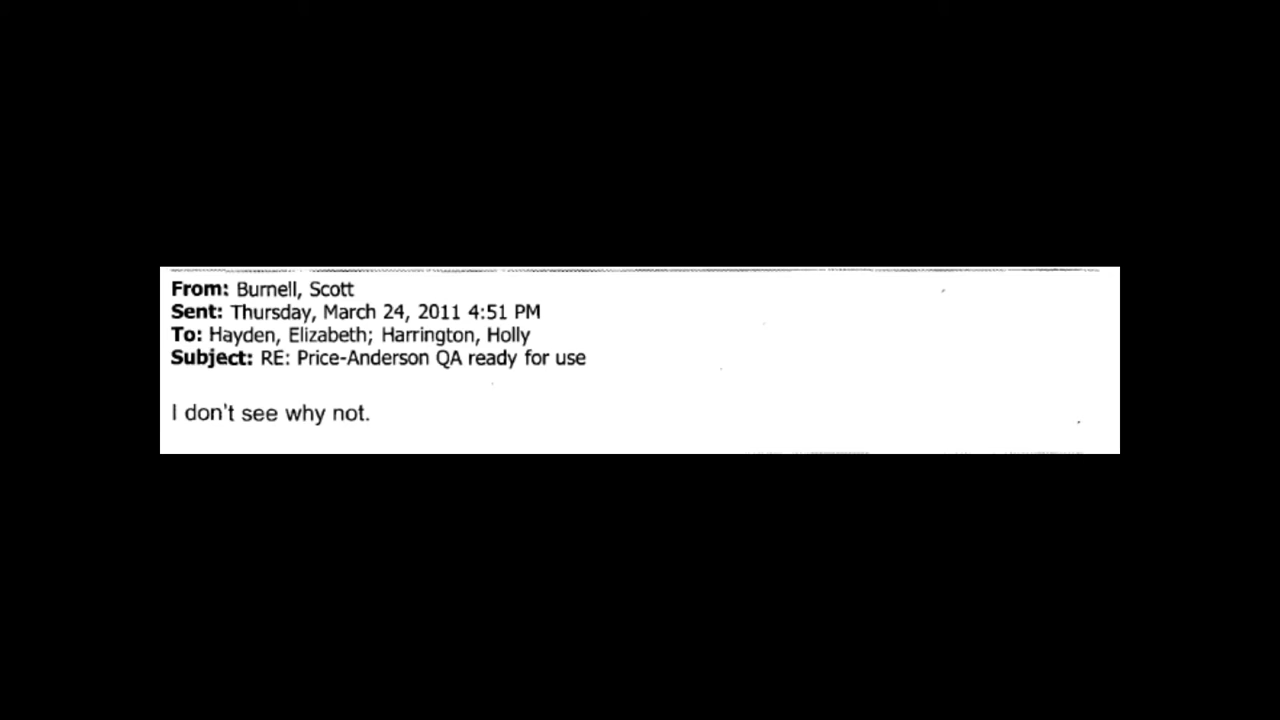 From: Burnell, Scott
Sent: Thursday, March 24, 2011 4:51 PM
To: Hayden, Elizabeth; Harrington, Holly
Subject: RE: Price-Anderson QA ready for use
I don't see why not.